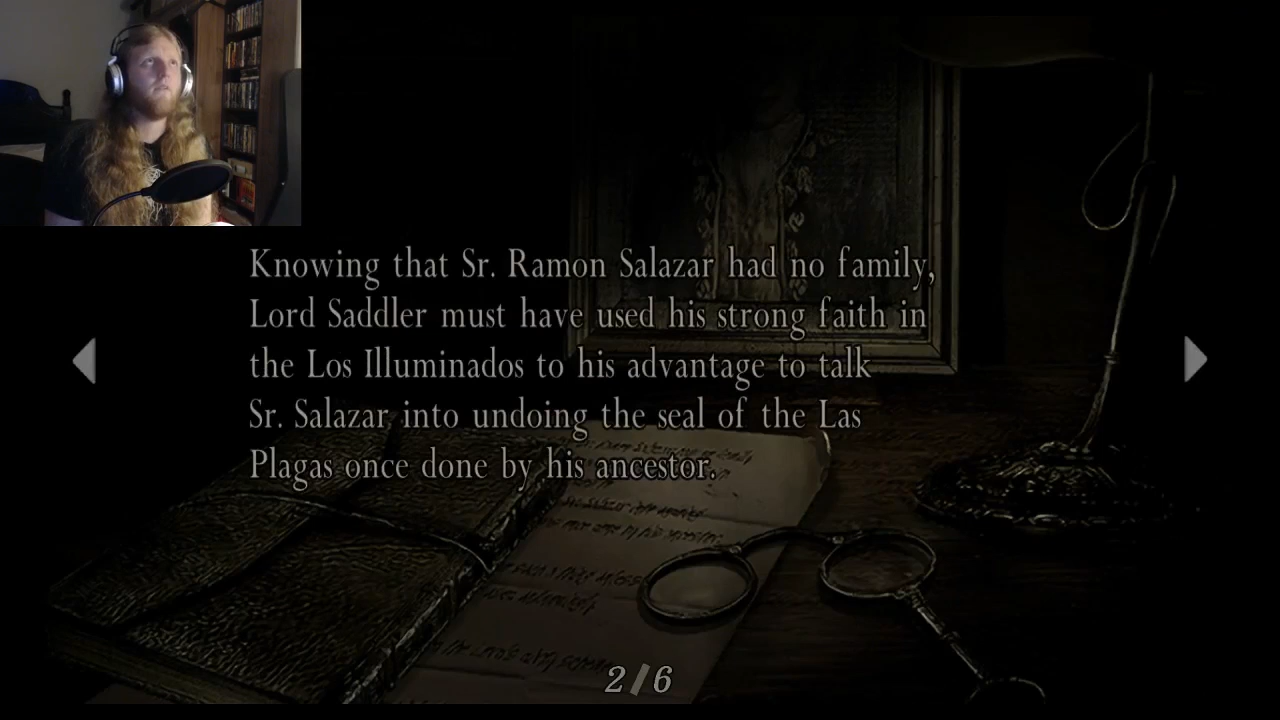 Knowing that Sr. Ramon Salazar had no family,
Lord Saddler must have used his strong faith in
the Los Illuminados to his advantage to talk
Sr. Salazar into undoing the seal of the Las
Plagas once done by his ancestor.
2/6